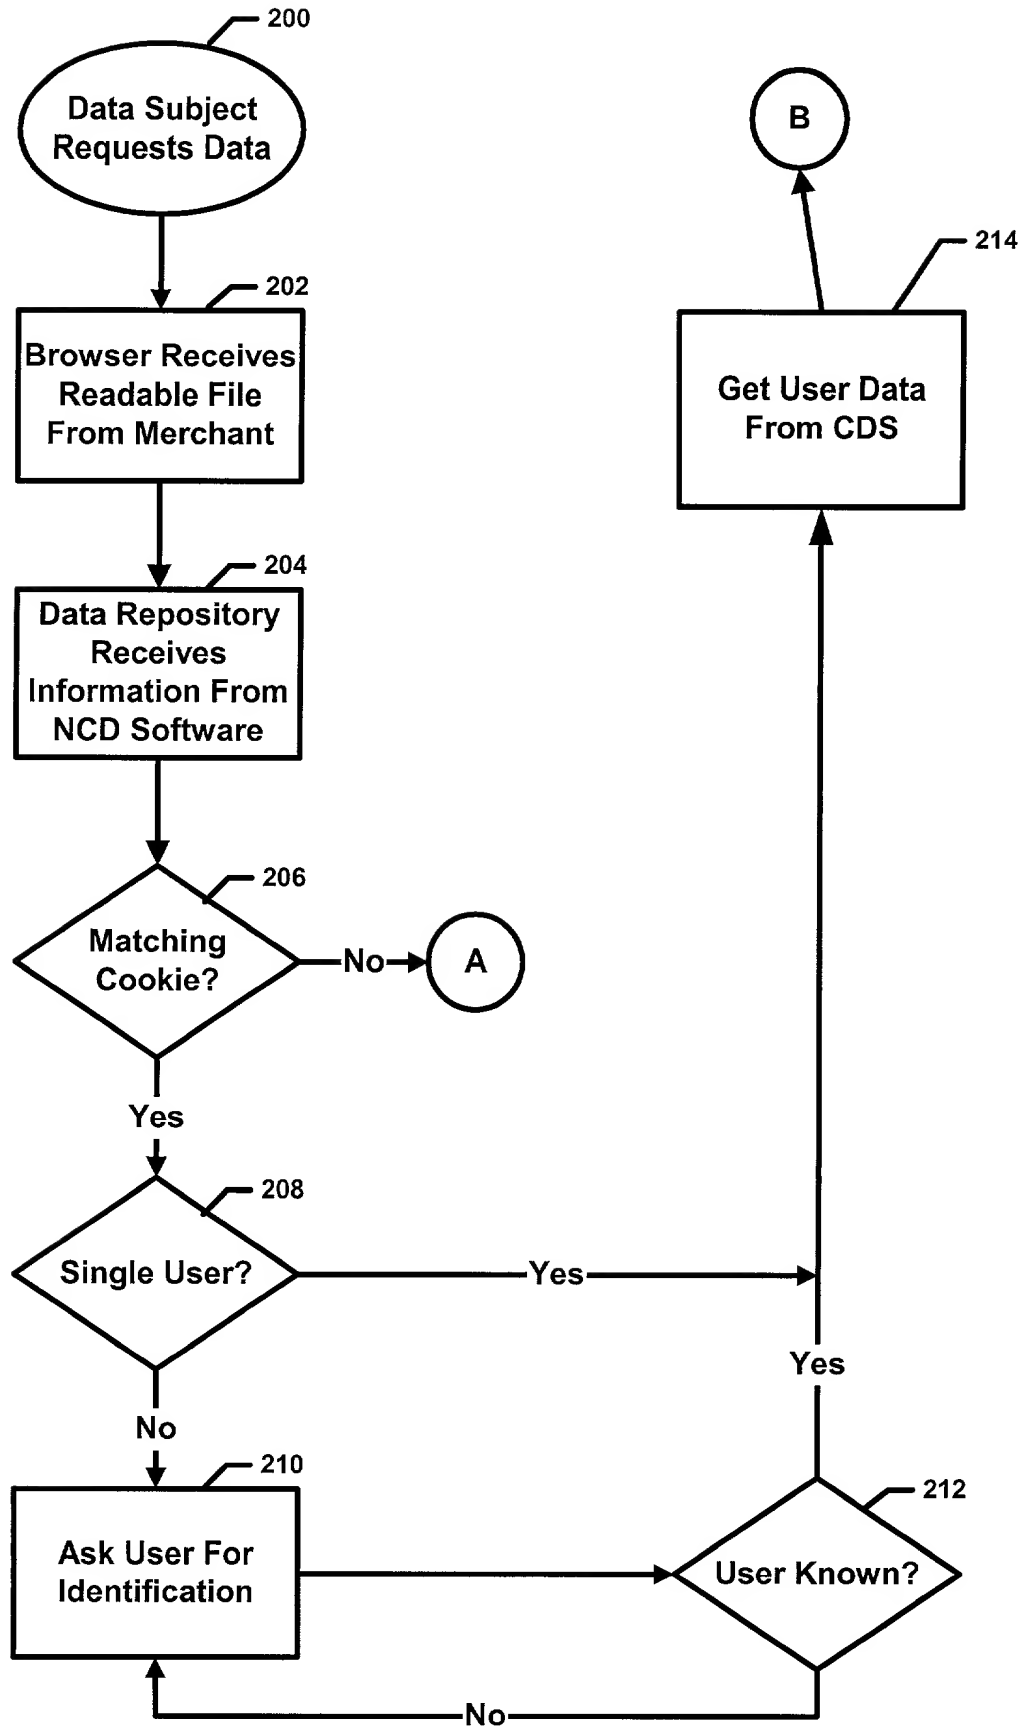 200
Data Subject
Requests Data
202
Browser Receives
Readable File
From Merchant
204
Data Repository
Receives
Information From
NCD Software
206
Matching
Cookie?
No
A
Yes
208
Single User?
Yes
No
210
Ask User For
Identification
212
User Known?
Yes
No
214
Get User Data
From CDS
B